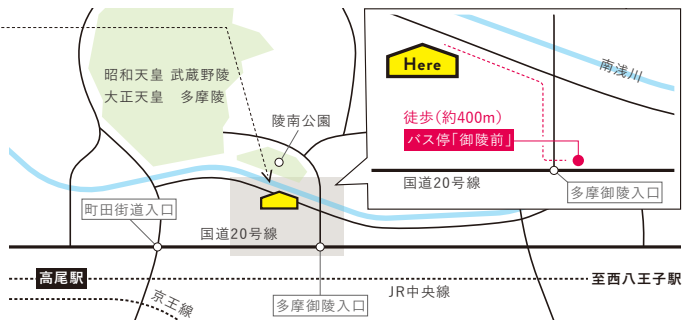 昭和天皇 武蔵野陵
大正天皇 多摩陵
陵南公園
町田街道入口
国道20号線
高尾駅
京王線
多摩御陵入口
JR中央線
至西八王子駅
Here
南浅川
徒歩(約400m)
バス停「御陵前」
国道20号線
多摩御陵入口